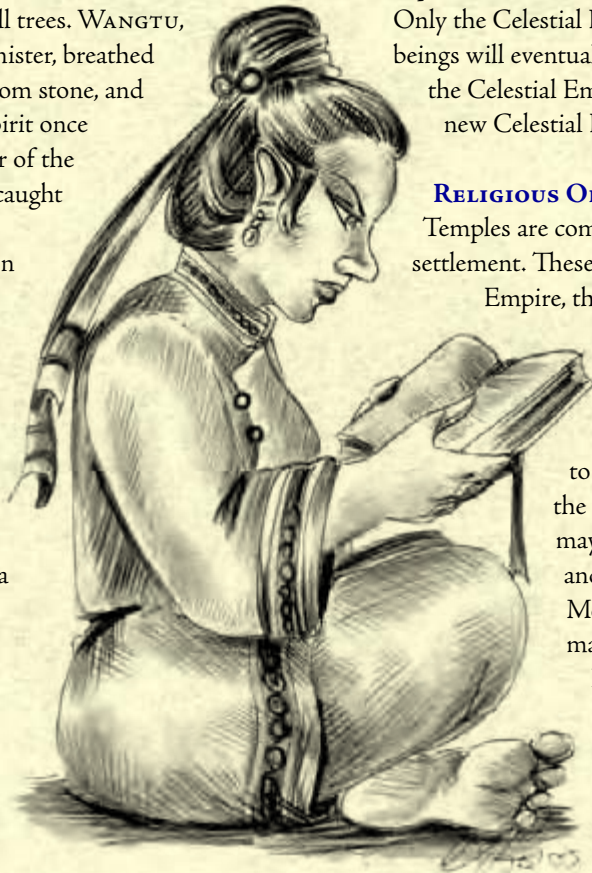 ll trees. WANGTU,
nister, breathed
om stone, and
pirit once
r of the
caught
n
a
Only the Celestial
beings will eventual
the Celestial Em
new Celestial
RELIGIOUS O
Temples are com
settlement. These
Empire, th
to
the
may
and
M
ma